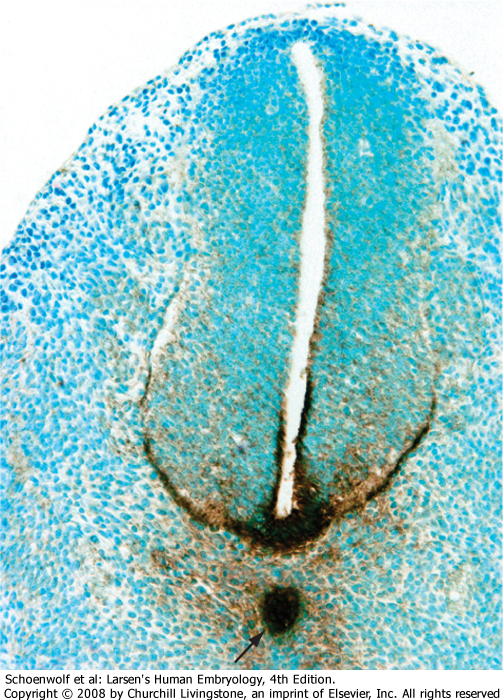 Schoenwolf et al: Larsen's Human Embryology, 4th Edition.
Copyright © 2008 by Churchill Livingstone, an imprint of Elsevier, Inc. All rights reserved